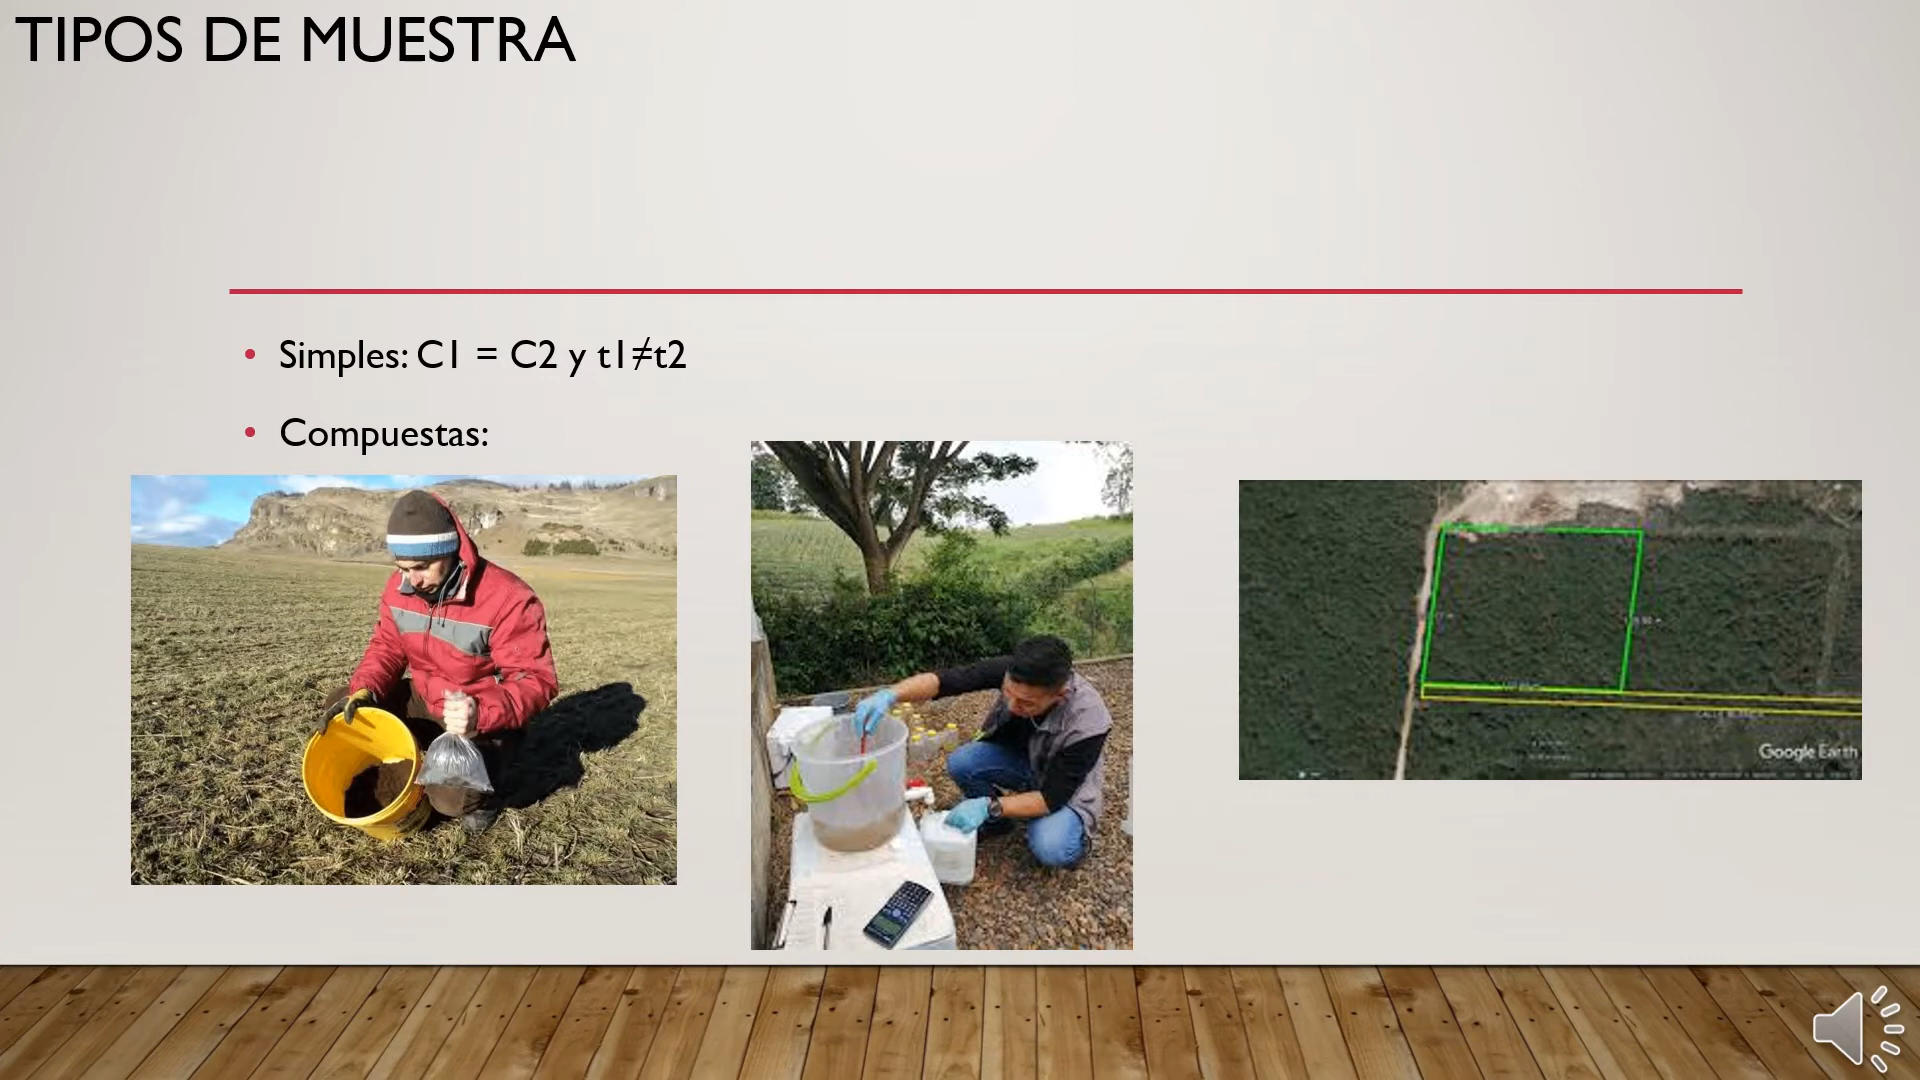 TIPOS DE MUESTRA
• Simples: C1 = C2 y t1≠t2
• Compuestas:
Google Earth